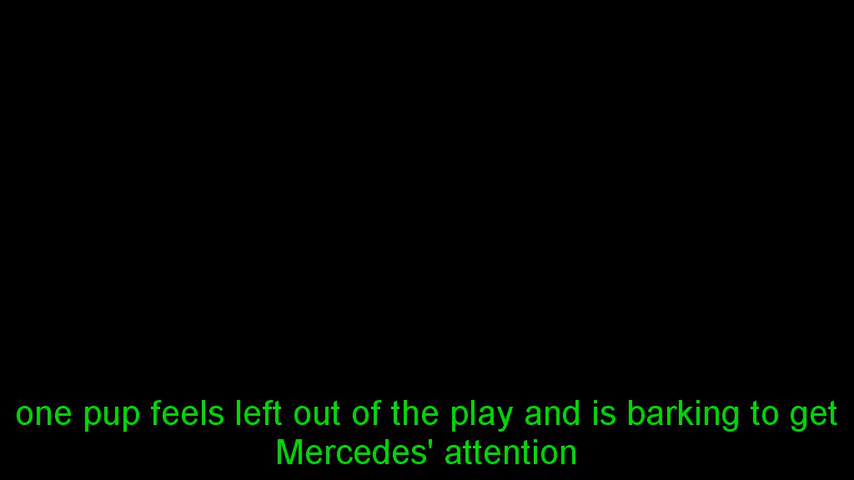 one pup feels left out of the play and is barking to get
Mercedes' attention